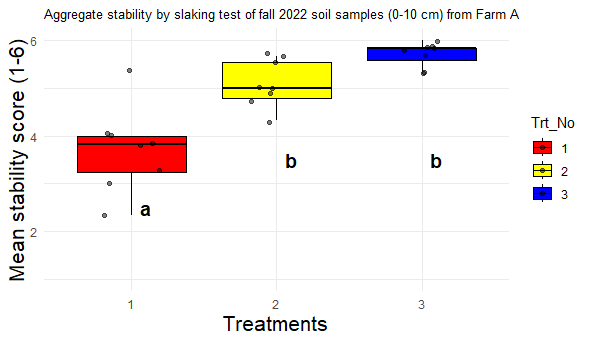 Aggregate stability by slaking test of fall 2022 soil samples (0-10 cm) from Farm A
Mean stability score (1-6)
6
4
2
a
b
b
1
2
3
Treatments
Trt_No
1
2
3